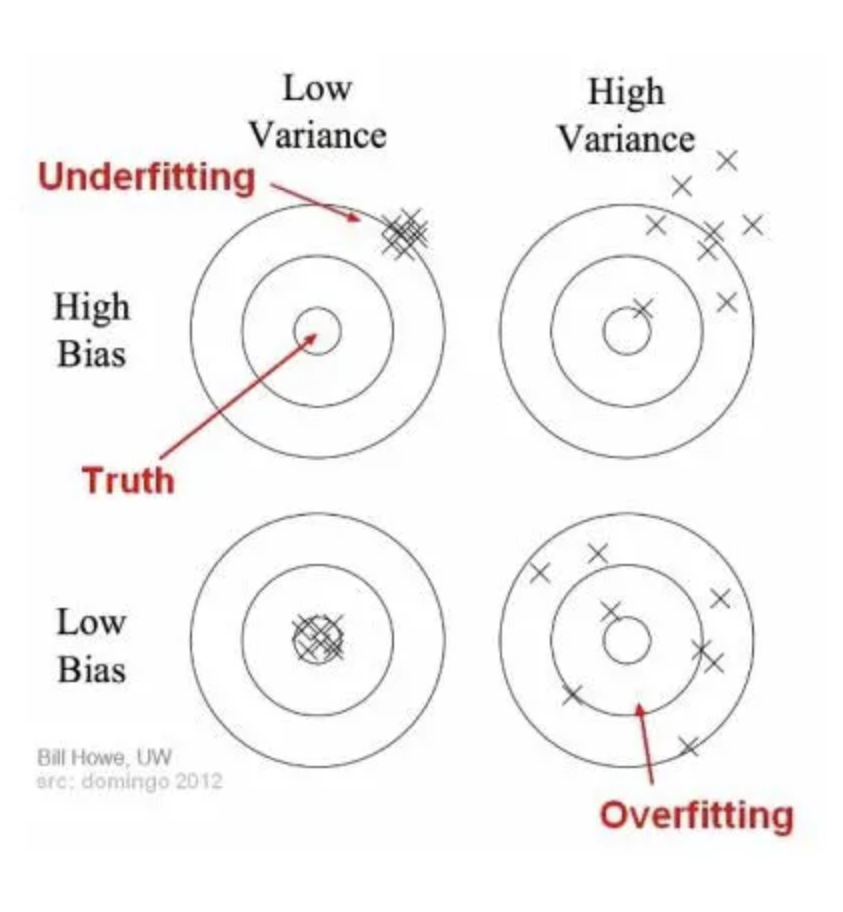 Low
Variance
High
Variance
Underfitting
High
Bias
Truth
Low
Bias
Bill Howe, UW
src: domingo 2012
Overfitting